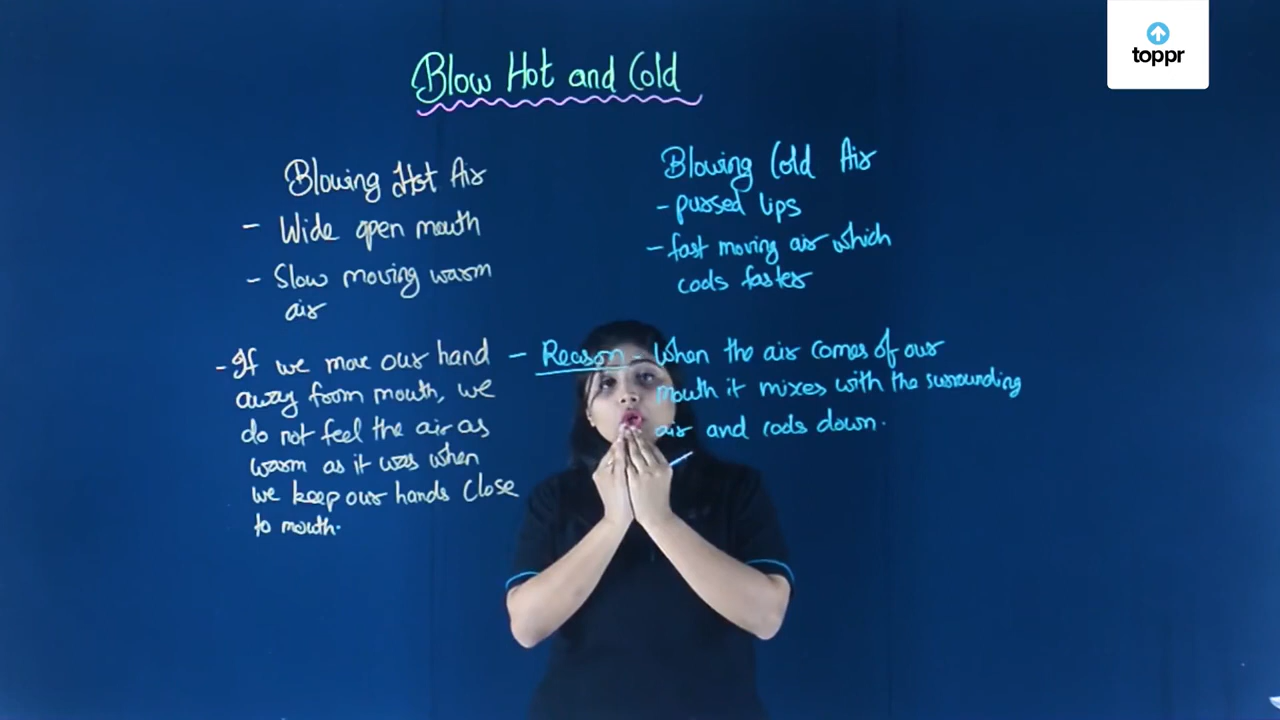 toppr
Blow Hot and Cold
Blowing Hot Air
- Wide open mouth
- Slow moving warm
air
- If we move our hand
away from mouth, we
do not feel the air as
warm as it was when
we keep our hands close
to mouth.
Blowing Cold Air
- pursed lips
- fast moving air which
cools faster
- Reason - When the air comes of our
mouth it mixes with the surrounding
air and cools down.